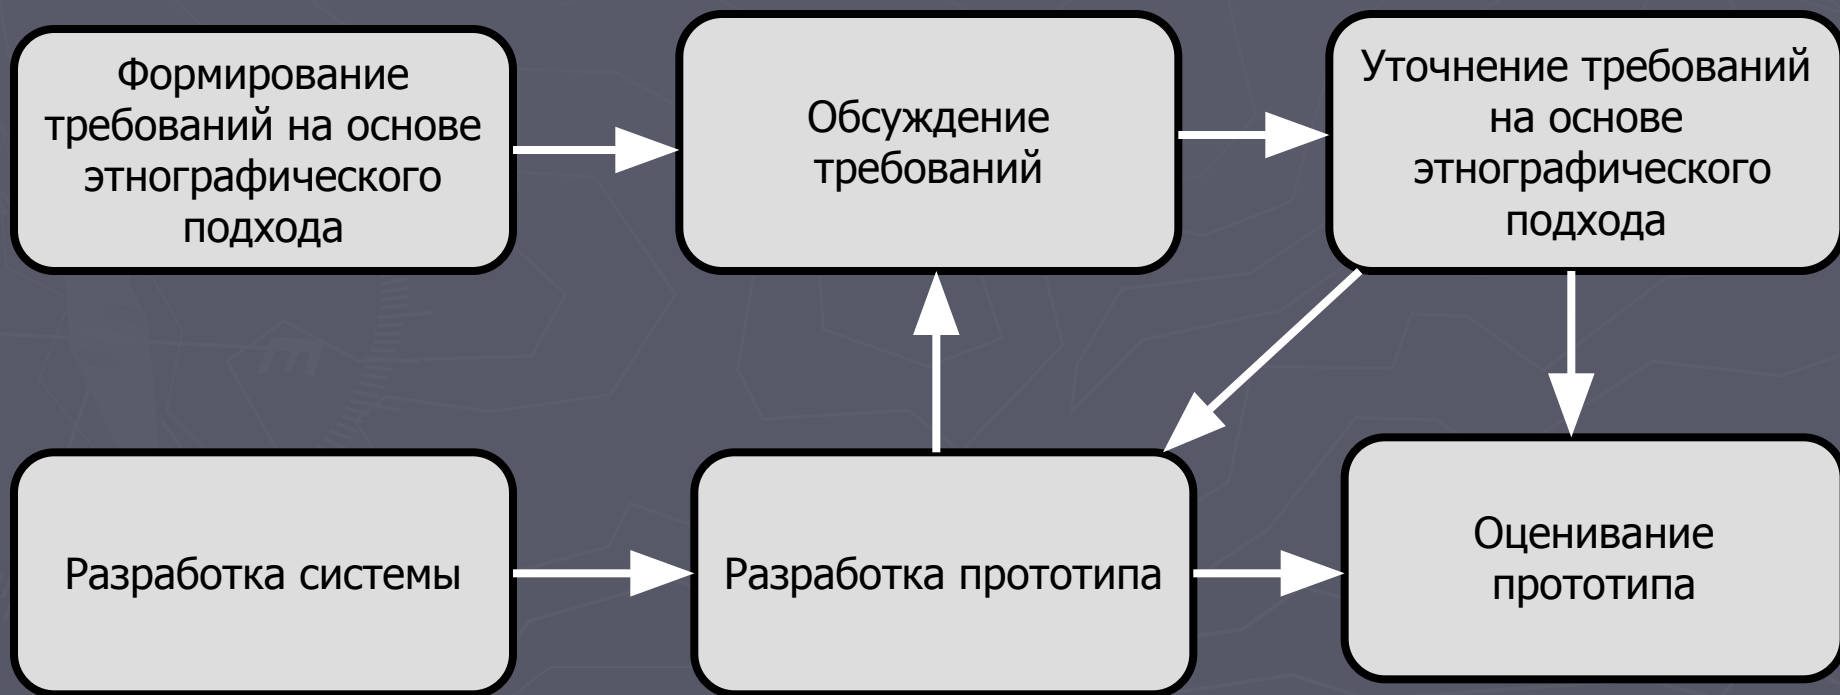 Формирование
требований на основе
этнографического
подхода
Обсуждение
требований
Уточнение требований
на основе
этнографического
подхода
Разработка системы
Разработка прототипа
Оценивание
прототипа